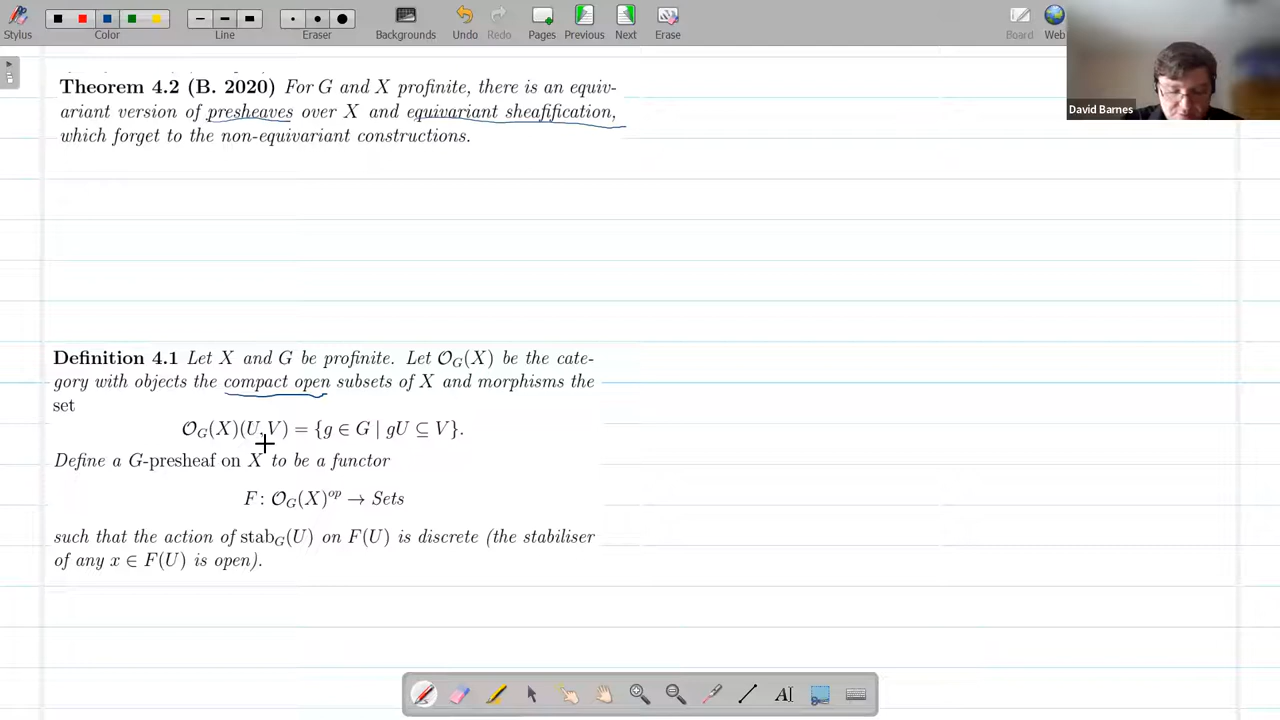 Stylus
Color
Line
Eraser
Backgrounds
Undo
Redo
Pages
Previous
Next
Erase
Board
Web
David Barnes
Theorem 4.2 (B. 2020) For G and X profinite, there is an equiv-
ariant version of presheaves over X and equivariant sheafification,
which forget to the non-equivariant constructions.
Definition 4.1 Let X and G be profinite. Let 𝒪_G(X) be the cate-
gory with objects the compact open subsets of X and morphisms the
set
𝒪_G(X)(U,V) = {g ∈ G | gU ⊆ V}.
Define a G-presheaf on X to be a functor
F: 𝒪_G(X)^op → Sets
such that the action of stab_G(U) on F(U) is discrete (the stabiliser
of any x ∈ F(U) is open).
AI